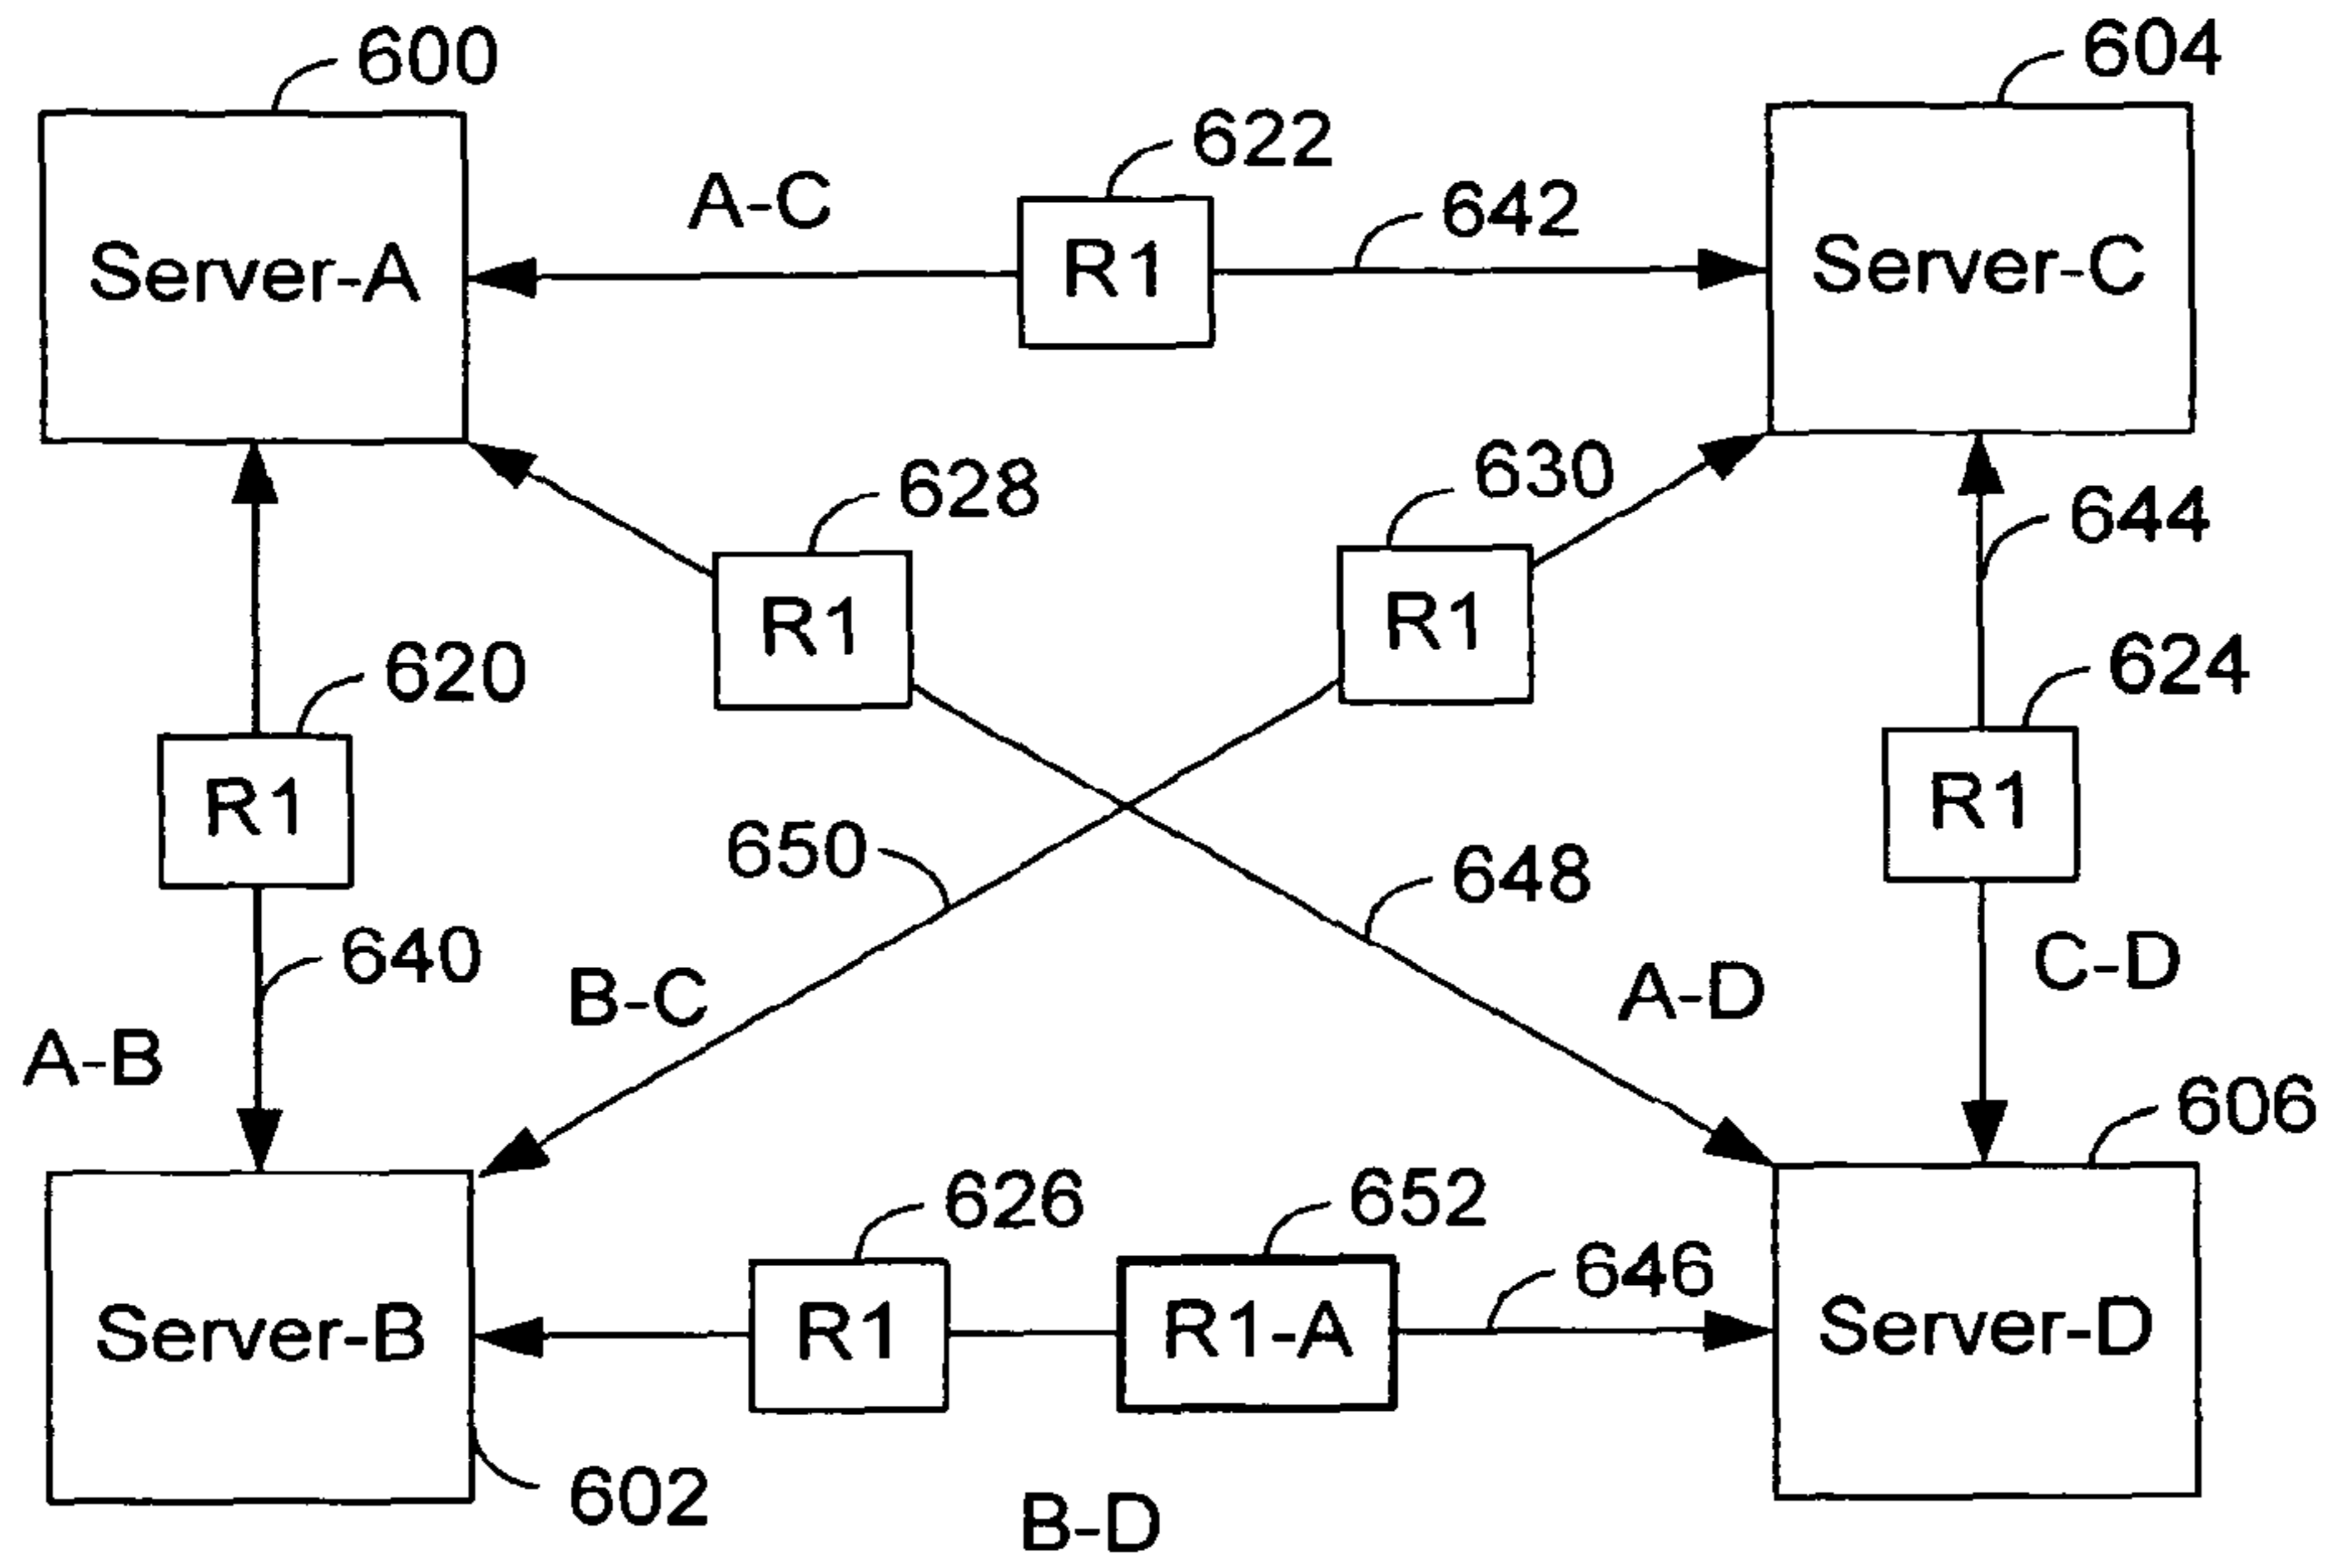 600
604
622
A-C
642
R1
Server-A
Server-C
628
630
644
R1
R1
620
624
R1
R1
650
648
640
B-C
A-D
C-D
A-B
606
626
652
646
Server-B
R1
R1-A
Server-D
602
B-D